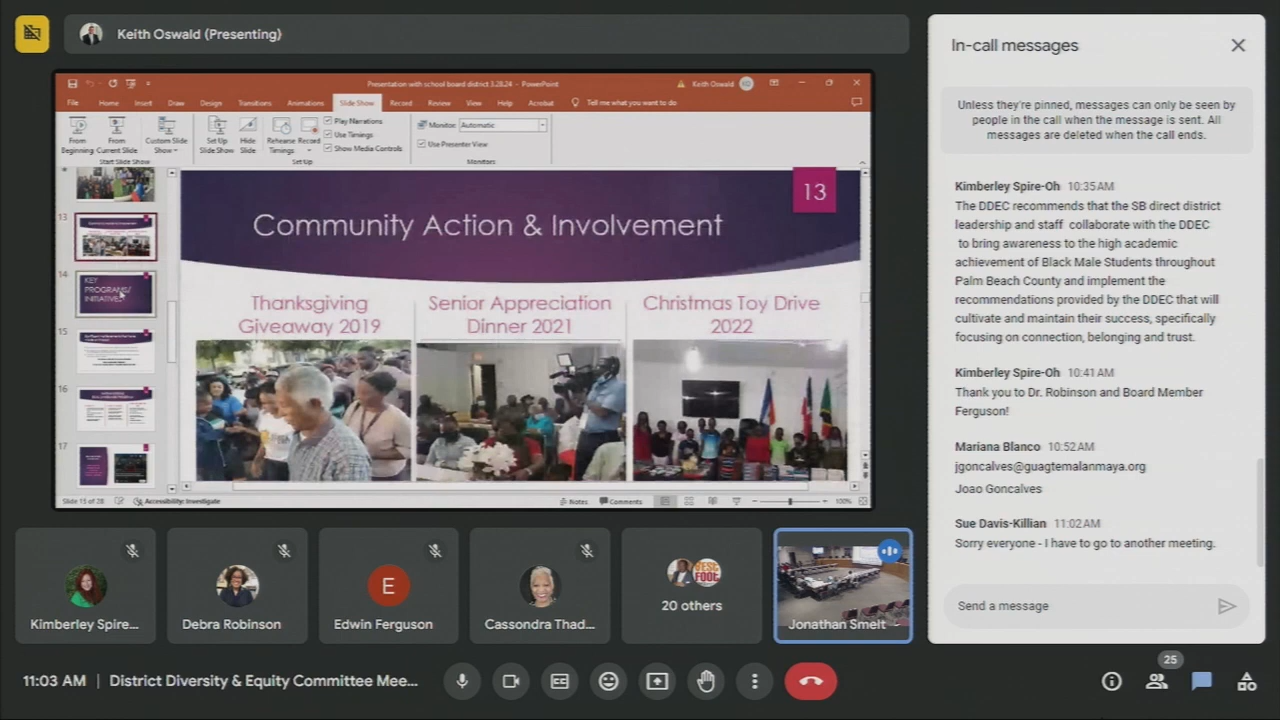 Keith Oswald (Presenting)
Presentation with school board district 3.28.24 - PowerPoint
Keith Oswald
File Home Insert Draw Design Transitions Animations Slide Show Record Review View Help Acrobat Tell me what you want to do
From Beginning
From Current Slide
Custom Slide Show
Set Up Slide Show
Hide Slide
Rehearse Timings
Record
Play Narrations
Use Timings
Show Media Controls
Monitor: Automatic
Use Presenter View
Start Slide Show
Set Up
Monitors
13
14
KEY PROGRAMS/
INITIATIVES
15
16
17
13
Community Action & Involvement
Thanksgiving
Giveaway 2019
Senior Appreciation
Dinner 2021
Christmas Toy Drive
2022
Slide 13 of 28
Accessibility: Investigate
Notes
Comments
100%
Kimberley Spire...
Debra Robinson
E
Edwin Ferguson
Cassondra Thad...
20 others
Jonathan Smelt
11:03 AM | District Diversity & Equity Committee Mee...
25
In-call messages
Unless they're pinned, messages can only be seen by
people in the call when the message is sent. All
messages are deleted when the call ends.
Kimberley Spire-Oh 10:35 AM
The DDEC recommends that the SB direct district
leadership and staff collaborate with the DDEC
to bring awareness to the high academic
achievement of Black Male Students throughout
Palm Beach County and implement the
recommendations provided by the DDEC that will
cultivate and maintain their success, specifically
focusing on connection, belonging and trust.
Kimberley Spire-Oh 10:41 AM
Thank you to Dr. Robinson and Board Member
Ferguson!
Mariana Blanco 10:52 AM
jgoncalves@guagtemalanmaya.org
Joao Goncalves
Sue Davis-Killian 11:02 AM
Sorry everyone - I have to go to another meeting.
Send a message